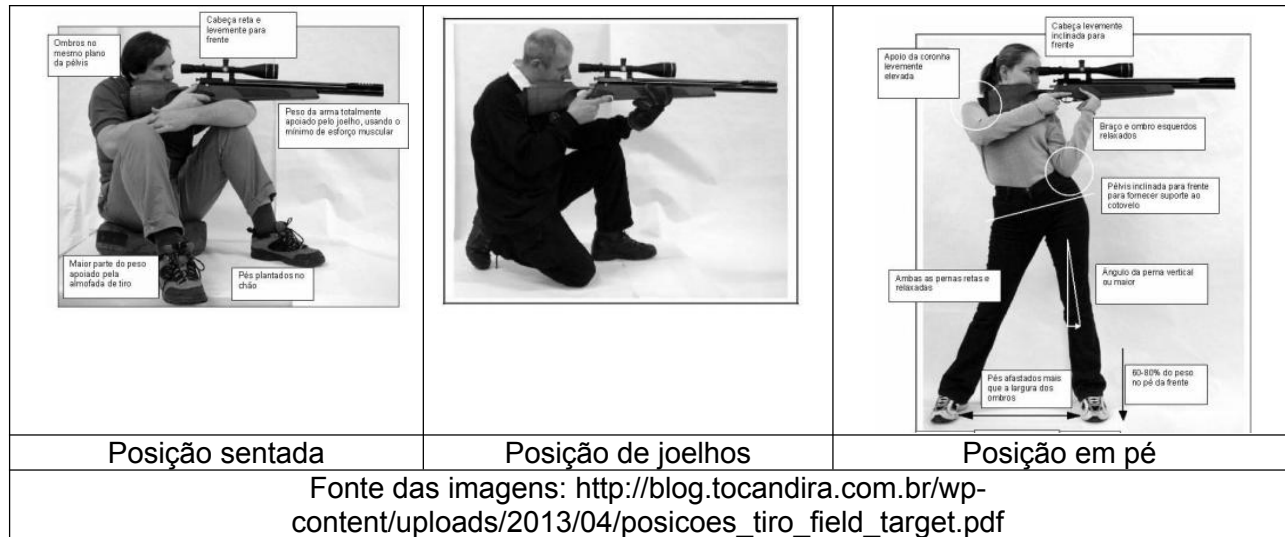 Ombros no
mesmo plano
da pélvis
Cabeça reta e
levemente para
frente
Peso da arma totalmente
apoiado pelo joelho, usando o
mínimo de esforço muscular
Maior parte do peso
apoiado pela
almofada de tiro
Pés plantados no
chão
Cabeça levemente
inclinada para
frente
Apoio da coronha
levemente
elevada
Braço e ombro esquerdos
relaxados
Pélvis inclinada para frente
para fornecer suporte ao
cotovelo
Ambas as pernas retas e
relaxadas
Ângulo da perna vertical
ou maior
Pés afastados mais
que a largura dos
ombros
60-80% do peso
no pé da frente
Posição sentada
Posição de joelhos
Posição em pé
Fonte das imagens: http://blog.tocandira.com.br/wp-
content/uploads/2013/04/posicoes_tiro_field_target.pdf